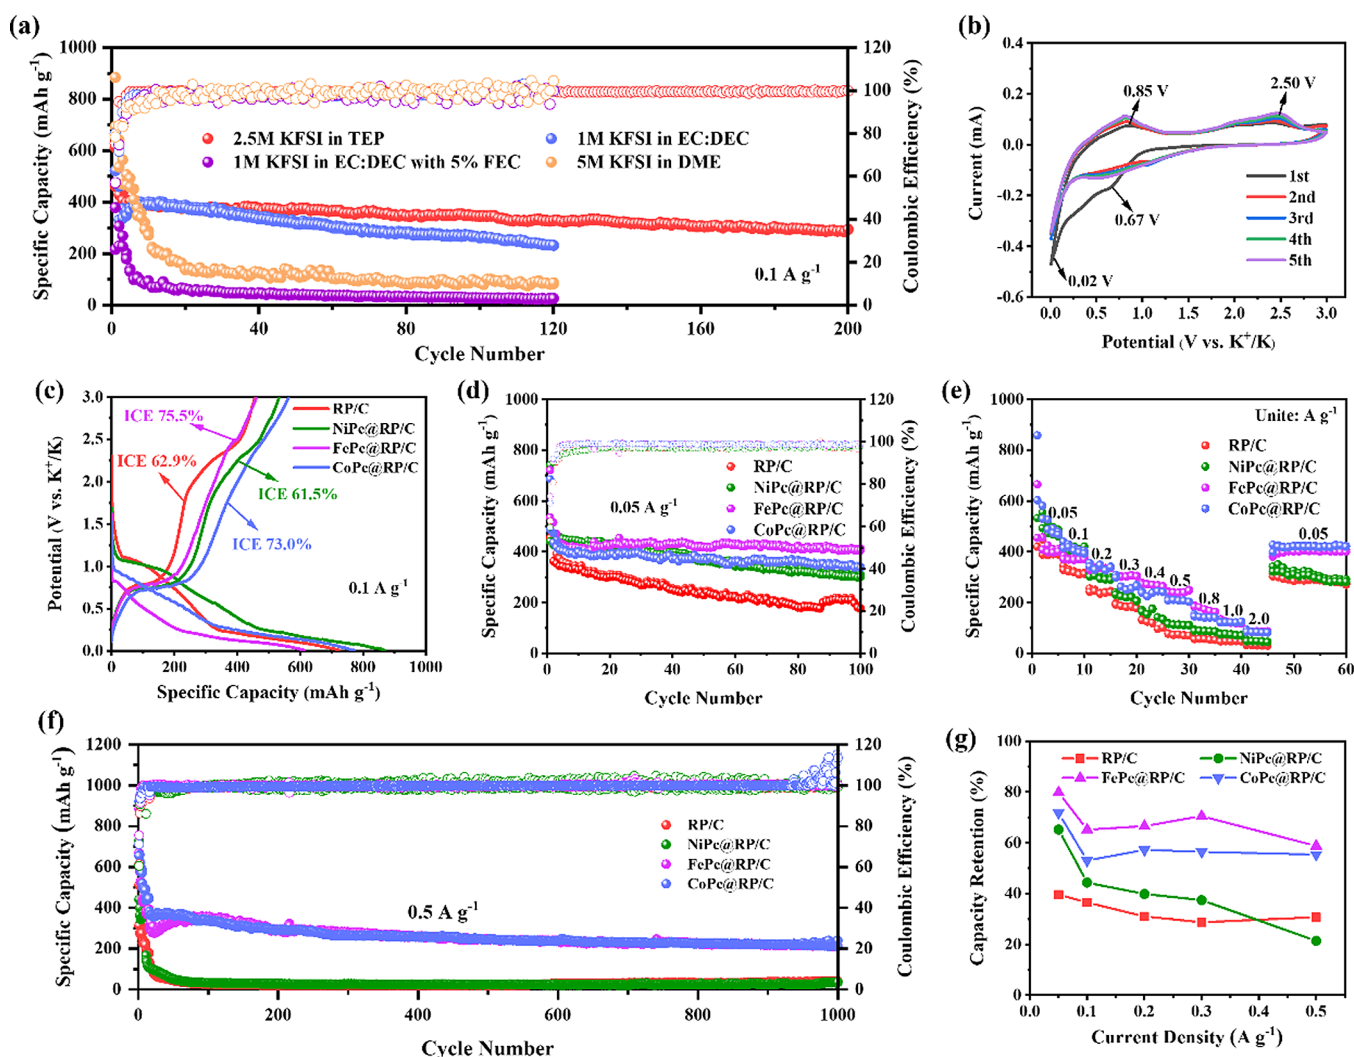 (a)
1000
800
600
400
200
0
Specific Capacity (mAh g⁻¹)
120
100
80
60
40
20
0
Coulombic Efficiency (%)
2.5M KFSI in TEP
1M KFSI in EC:DEC
1M KFSI in EC:DEC with 5% FEC
5M KFSI in DME
0.1 A g⁻¹
0 40 80 120 160 200
Cycle Number
(b)
0.4
0.2
0.0
-0.2
-0.4
-0.6
Current (mA)
0.85 V
2.50 V
0.67 V
0.02 V
1st
2nd
3rd
4th
5th
0.0 0.5 1.0 1.5 2.0 2.5 3.0
Potential (V vs. K⁺/K)
(c)
3.0
2.5
2.0
1.5
1.0
0.5
0.0
Potential (V vs. K⁺/K)
ICE 75.5%
ICE 62.9%
ICE 61.5%
ICE 73.0%
RP/C
NiPc@RP/C
FePc@RP/C
CoPc@RP/C
0.1 A g⁻¹
0 200 400 600 800 1000
Specific Capacity (mAh g⁻¹)
(d)
1000
800
600
400
200
0
Specific Capacity (mAh g⁻¹)
120
100
80
60
40
20
0
Coulombic Efficiency (%)
0.05 A g⁻¹
RP/C
NiPc@RP/C
FePc@RP/C
CoPc@RP/C
0 20 40 60 80 100
Cycle Number
(e)
1000
800
600
400
200
0
Specific Capacity (mAh g⁻¹)
Unite: A g⁻¹
RP/C
NiPc@RP/C
FePc@RP/C
CoPc@RP/C
0.05
0.1
0.2
0.3
0.4
0.5
0.8
1.0
2.0
0.05
0 10 20 30 40 50 60
Cycle Number
(f)
1200
1000
800
600
400
200
0
Specific Capacity (mAh g⁻¹)
120
100
80
60
40
20
0
Coulombic Efficiency (%)
RP/C
NiPc@RP/C
FePc@RP/C
CoPc@RP/C
0.5 A g⁻¹
0 200 400 600 800 1000
Cycle Number
(g)
100
80
60
40
20
0
Capacity Retention (%)
RP/C
NiPc@RP/C
FePc@RP/C
CoPc@RP/C
0.0 0.1 0.2 0.3 0.4 0.5
Current Density (A g⁻¹)